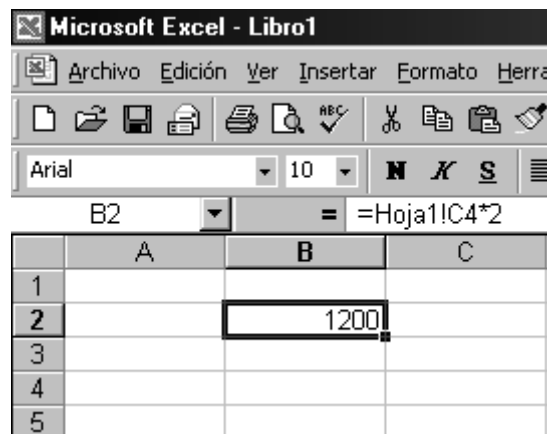 Microsoft Excel - Libro1
Archivo Edición Ver Insertar Formato
ABC
Arial 10 N K S
B2 = =Hoja1!C4*2
A B C
1
2 1200
3
4
5